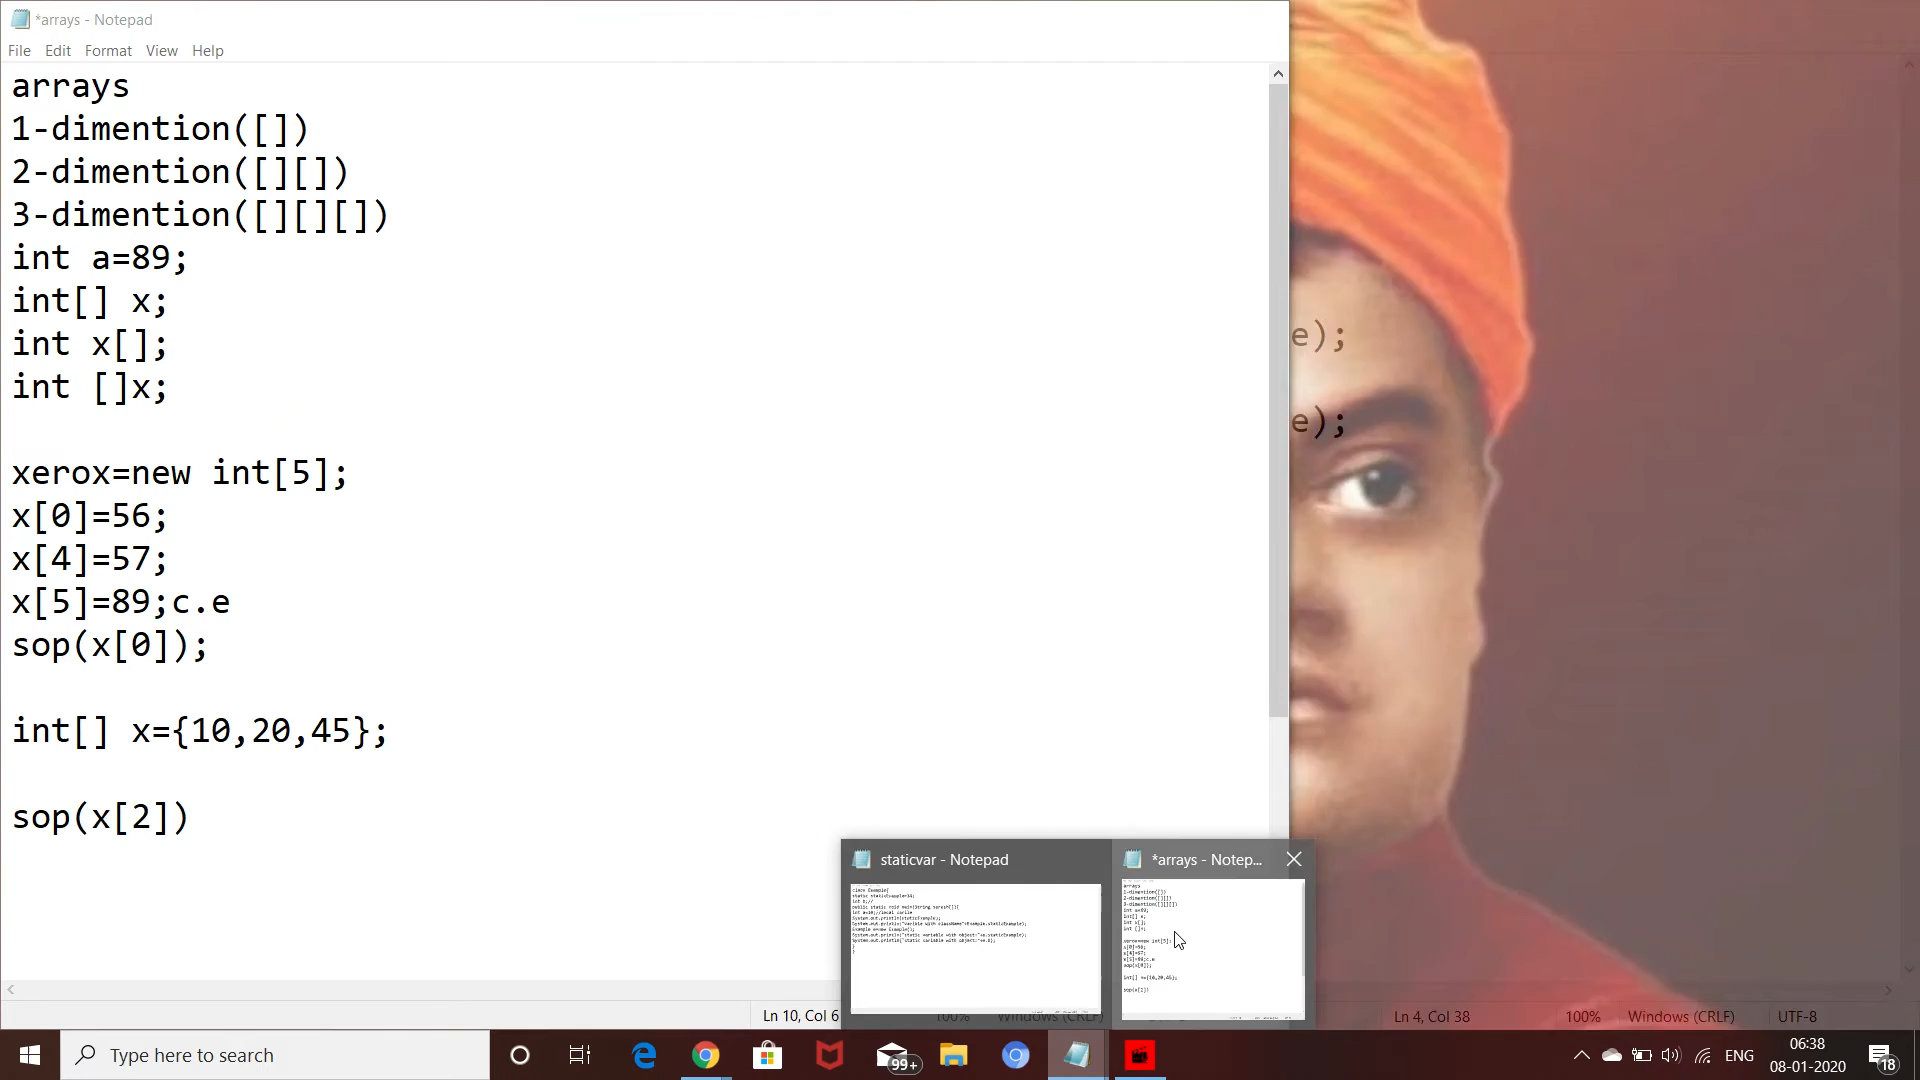 *arrays - Notepad
File Edit Format View Help
arrays
1-dimention([])
2-dimention([][])
3-dimention([][][])
int a=89;
int[] x;
int x[];
int []x;
xerox=new int[5];
x[0]=56;
x[4]=57;
x[5]=89;c.e
sop(x[0]);
int[] x={10,20,45};
sop(x[2])
e);
e);
staticvar - Notepad
*arrays - Notep...
Ln 10, Col 6
100%
Windows (CRLF)
Ln 4, Col 38
100%
Windows (CRLF)
UTF-8
Type here to search
99+
ENG
06:38
08-01-2020
18